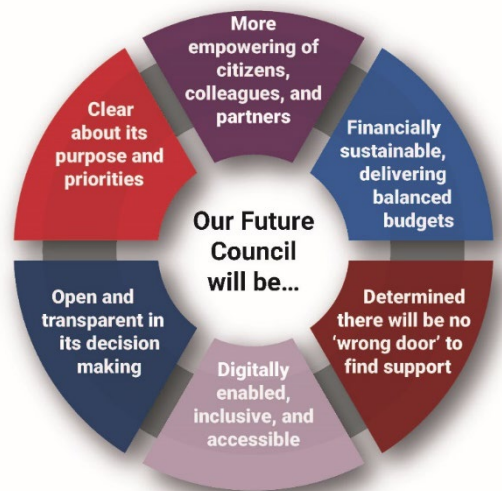 Our Future
Council
will be…
More
empowering of
citizens,
colleagues, and
partners
Financially
sustainable,
delivering
balanced
budgets
Determined
there will be no
‘wrong door’ to
find support
Digitally
enabled,
inclusive, and
accessible
Open and
transparent in
its decision
making
Clear
about its
purpose and
priorities